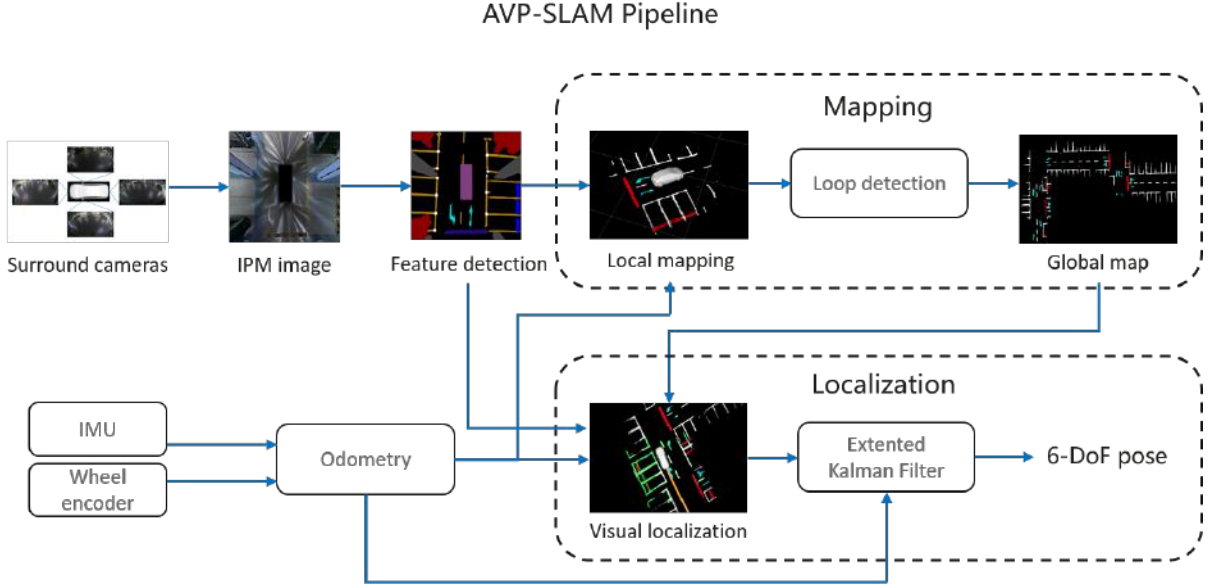 AVP-SLAM Pipeline
Mapping
Loop detection
Surround cameras
IPM image
Feature detection
Local mapping
Global map
Localization
IMU
Wheel
encoder
Odometry
Extented
Kalman Filter
6-DoF pose
Visual localization